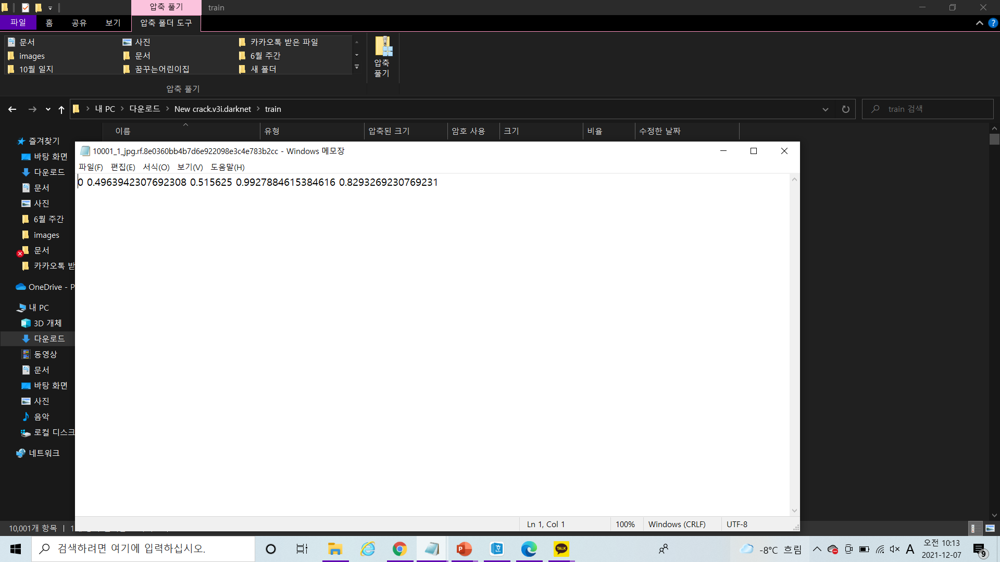 압축 풀기
train
파일
홈
공유
보기
압축 폴더 도구
문서
사진
카카오톡 받은 파일
images
문서
6월 주간
10월 일지
꿈꾸는어린이집
새 폴더
압축
풀기
압축 풀기
내 PC
다운로드
New crack.v3i.darknet
train
train 검색
이름
유형
압축된 크기
암호 사용
크기
비율
수정한 날짜
즐겨찾기
바탕 화면
다운로드
문서
사진
6월 주간
images
문서
카카오톡 받
OneDrive - P
내 PC
3D 개체
다운로드
동영상
문서
바탕 화면
사진
음악
로컬 디스크
네트워크
10001_1_jpg.rf.8e0360bb4b7d6e922098e3c4e783b2cc - Windows 메모장
파일(F) 편집(E) 서식(O) 보기(V) 도움말(H)
0 0.4963942307692308 0.515625 0.9927884615384616 0.8293269230769231
Ln 1, Col 1
100%
Windows (CRLF)
UTF-8
10,001개 항목
검색하려면 여기에 입력하십시오.
TALK
-8°C 흐림
A
오전 10:13
2021-12-07
9